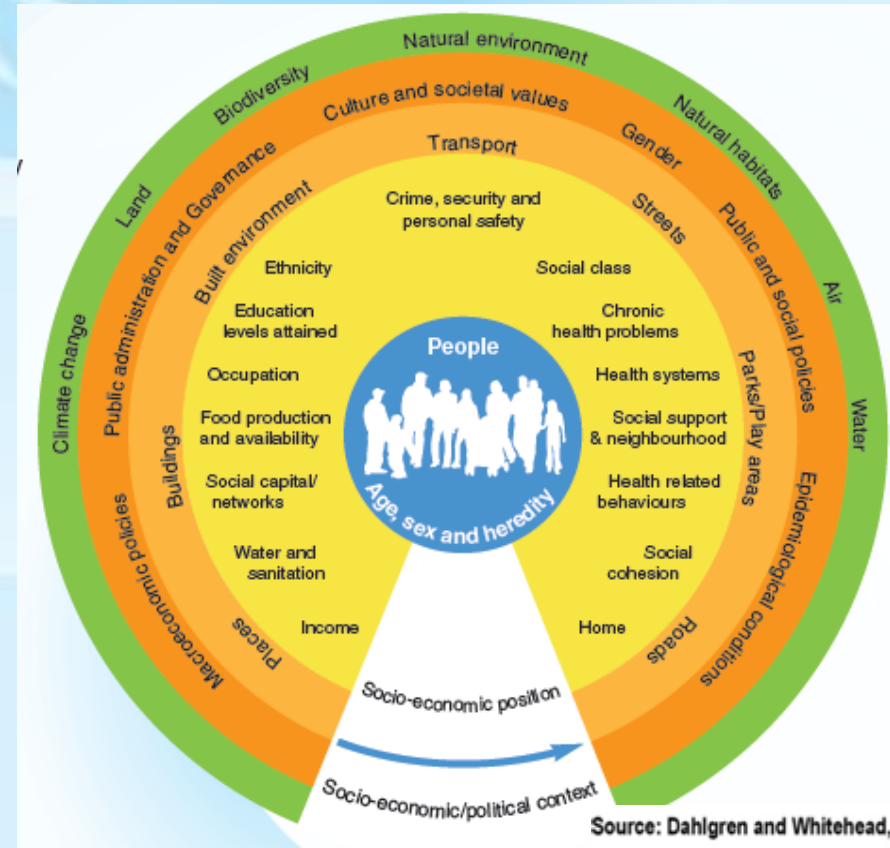 Natural environment
Biodiversity
Natural habitats
Land
Air
Climate change
Water
Culture and societal values
Gender
Public administration and Governance
Public and social policies
Macroeconomic policies
Epidemiological conditions
Transport
Built environment
Streets
Buildings
Parks/Play areas
Places
Roads
Crime, security and
personal safety
Ethnicity
Social class
Education
levels attained
Chronic
health problems
Occupation
Health systems
Food production
and availability
Social support
& neighbourhood
Social capital/
networks
Health related
behaviours
Water and
sanitation
Social
cohesion
Income
Home
People
Age, sex and heredity
Socio-economic position
Socio-economic/political context
Source: Dahlgren and Whitehead,